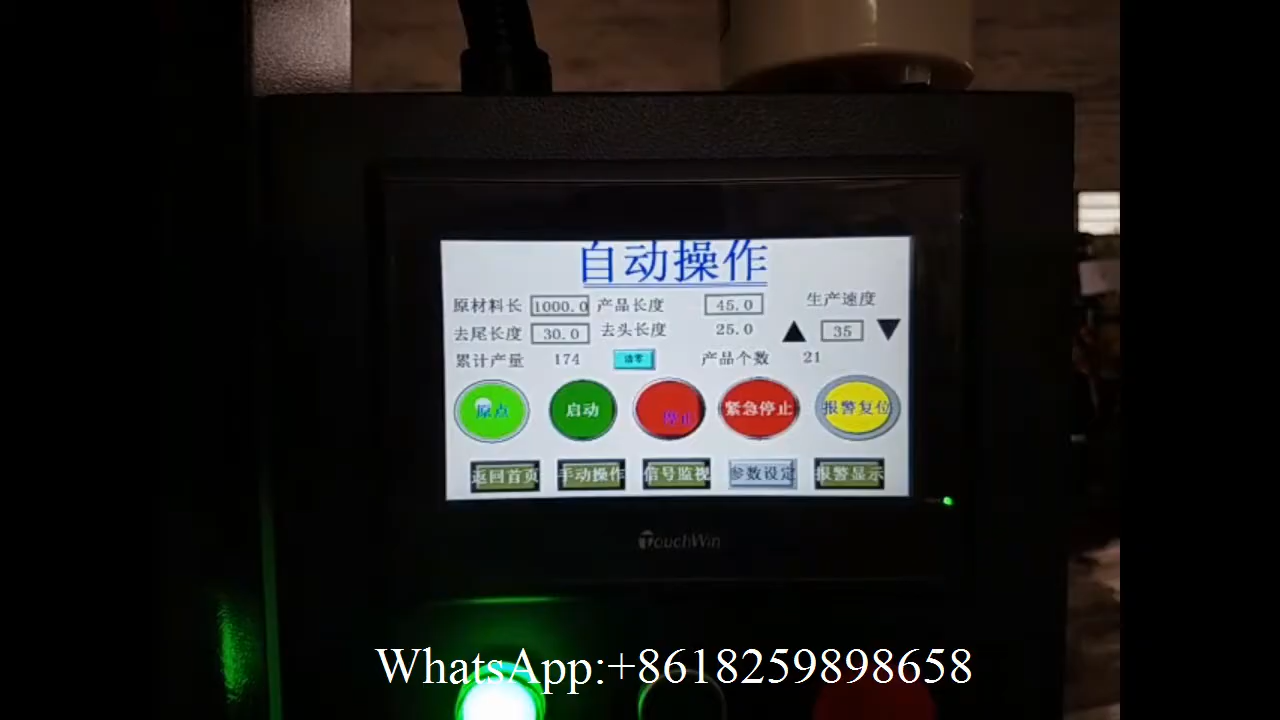 自动操作
原材料长 1000.0 产品长度 45.0 生产速度
去尾长度 30.0 去头长度 25.0 35
累计产量 174 清零 产品个数 21
原点 启动 停止 紧急停止 报警复位
返回首页 手动操作 信号监视 参数设定 报警显示
TouchWin
WhatsApp:+8618259898658